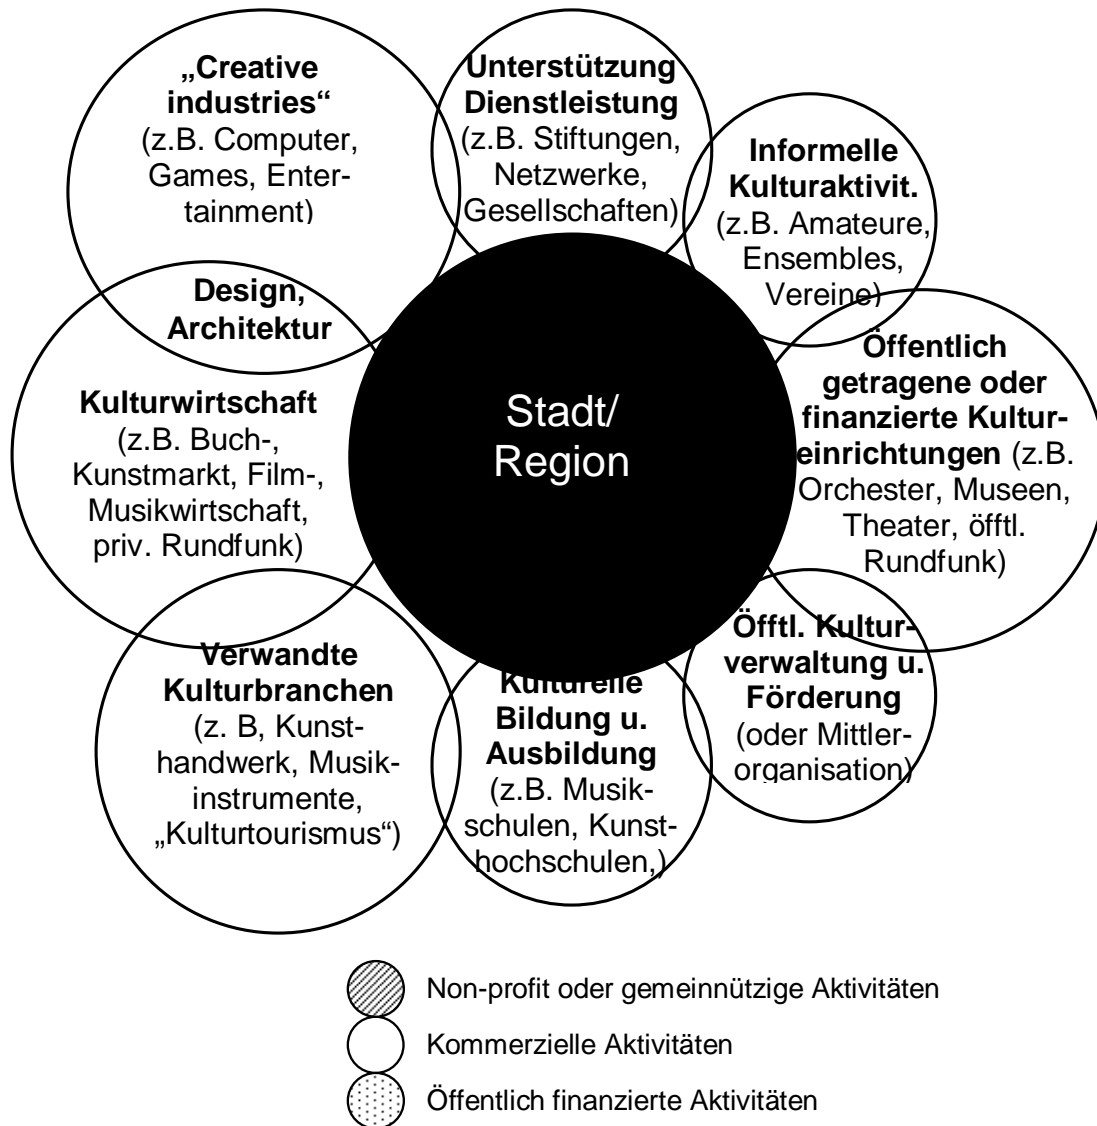 „Creative
industries“
(z.B. Computer,
Games, Enter-
tainment)
Unterstützung
Dienstleistung
(z.B. Stiftungen,
Netzwerke,
Gesellschaften)
Informelle
Kulturaktivit.
(z.B. Amateure,
Ensembles,
Vereine)
Design,
Architektur
Öffentlich
getragene oder
finanzierte Kultur-
einrichtungen (z.B.
Orchester, Museen,
Theater, öfftl.
Rundfunk)
Kulturwirtschaft
(z.B. Buch-,
Kunstmarkt, Film-,
Musikwirtschaft,
priv. Rundfunk)
Stadt/
Region
Verwandte
Kulturbranchen
(z. B, Kunst-
handwerk, Musik-
instrumente,
„Kulturtourismus“)
Kulturelle
Bildung u.
Ausbildung
(z.B. Musik-
schulen, Kunst-
hochschulen,)
Öfftl. Kultur-
verwaltung u.
Förderung
(oder Mittler-
organisation)
Non-profit oder gemeinnützige Aktivitäten
Kommerzielle Aktivitäten
Öffentlich finanzierte Aktivitäten